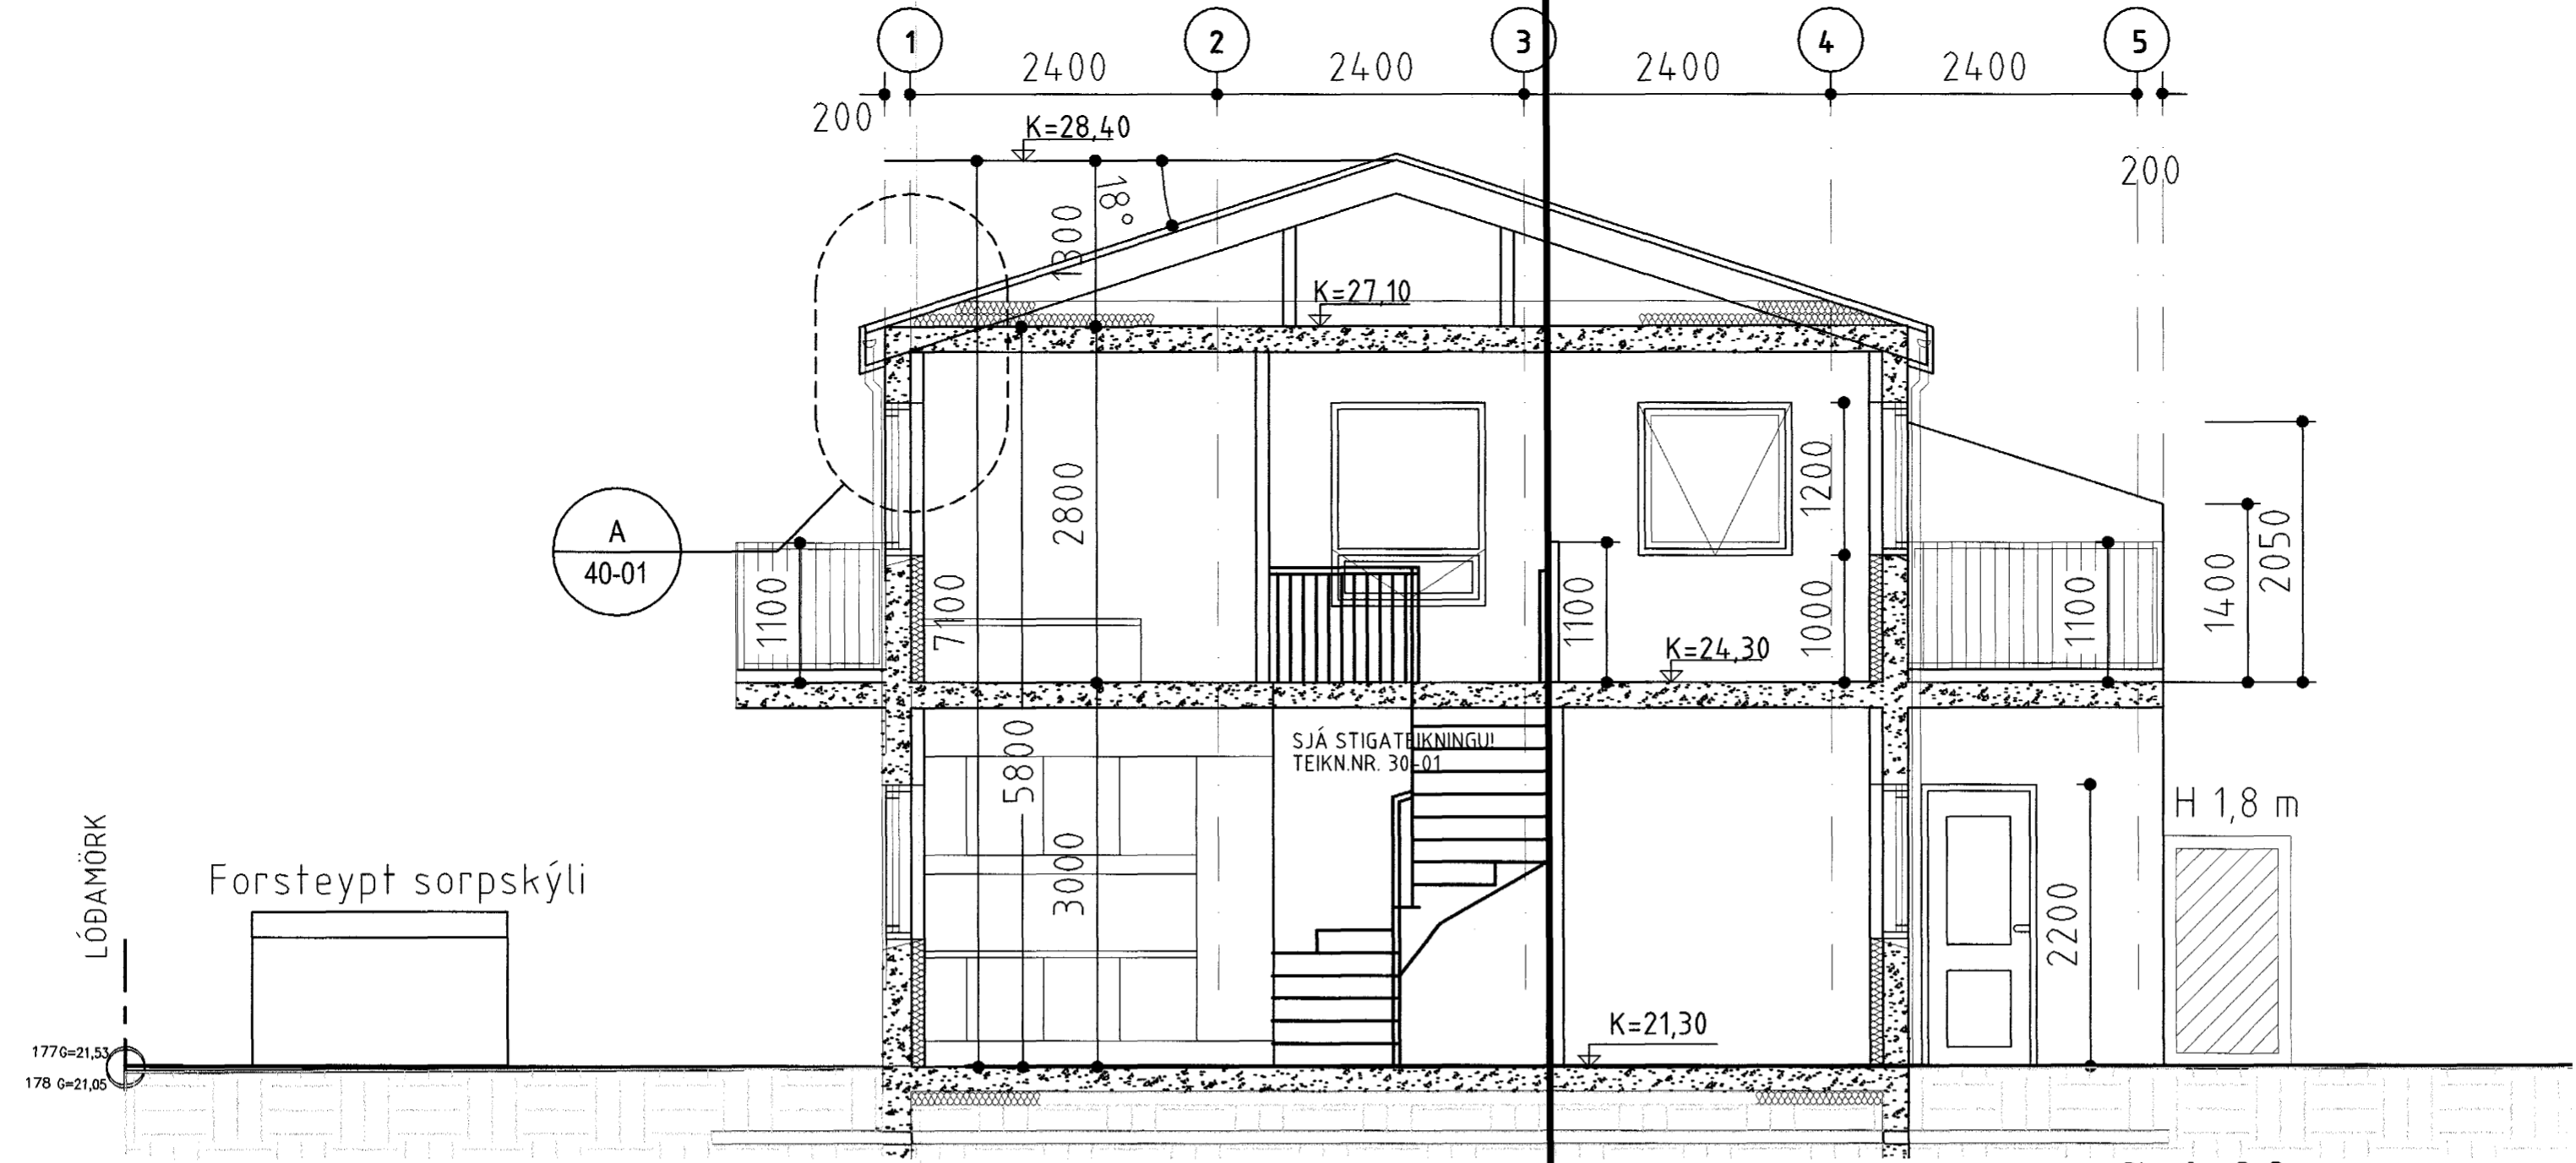 1 2 3 4 5
2400 2400 2400 2400
200
K=28,40
200
18°
1300
K=27,10
1200
2800
A
40-01
2050
1400
1100
7100
1100
1000
1100
K=24,30
SJÁ STIGATEIKNINGU!
TEIKN.NR. 30-01
5800
H 1,8 m
LÓÐAMÖRK
Forsteypt sorpskýli
3000
2200
K=21,30
177G=21,53
178 G=21,05